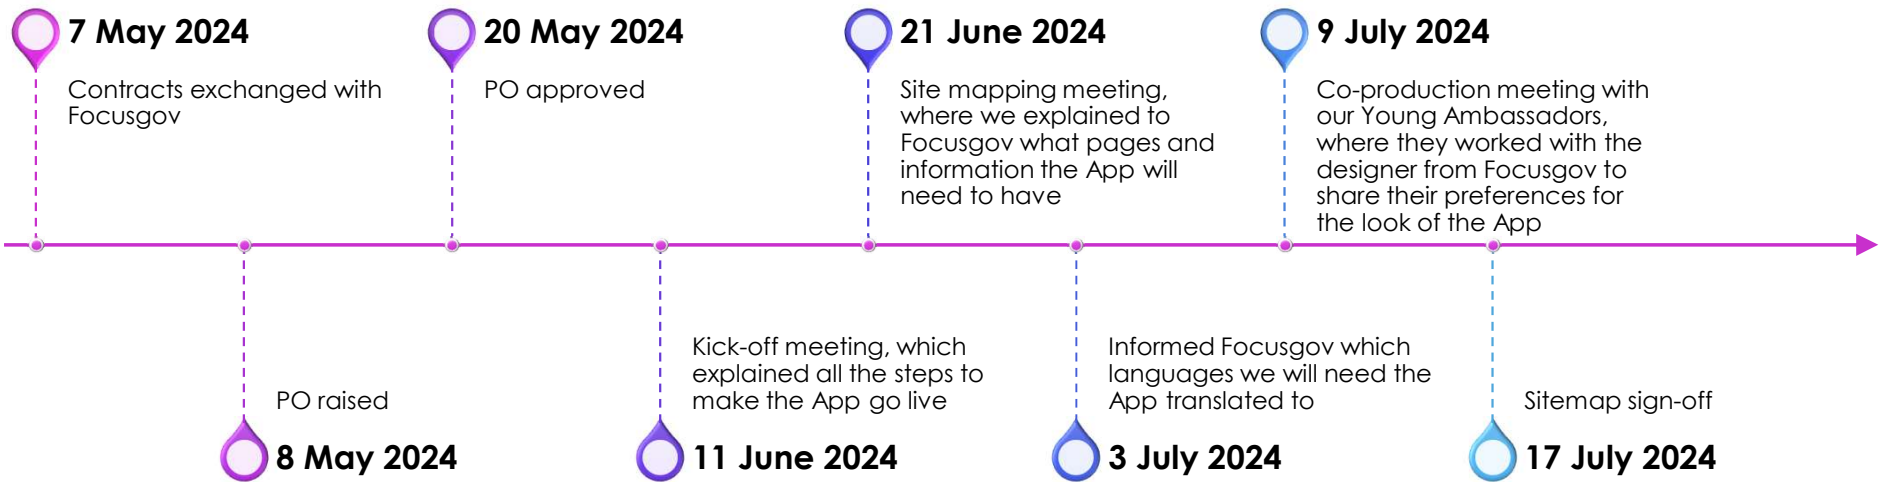 7 May 2024
Contracts exchanged with
Focusgov
8 May 2024
PO raised
20 May 2024
PO approved
11 June 2024
Kick-off meeting, which
explained all the steps to
make the App go live
21 June 2024
Site mapping meeting,
where we explained to
Focusgov what pages and
information the App will
need to have
3 July 2024
Informed Focusgov which
languages we will need the
App translated to
9 July 2024
Co-production meeting with
our Young Ambassadors,
where they worked with the
designer from Focusgov to
share their preferences for
the look of the App
17 July 2024
Sitemap sign-off